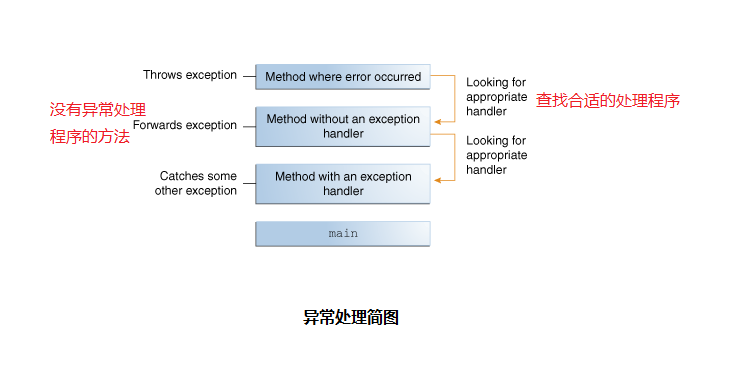 Throws exception
Method where error occurred
Looking for
appropriate
handler
查找合适的处理程序
没有异常处理
程序的方法
Forwards exception
Method without an exception
handler
Looking for
appropriate
handler
Catches some
other exception
Method with an exception
handler
main
异常处理简图